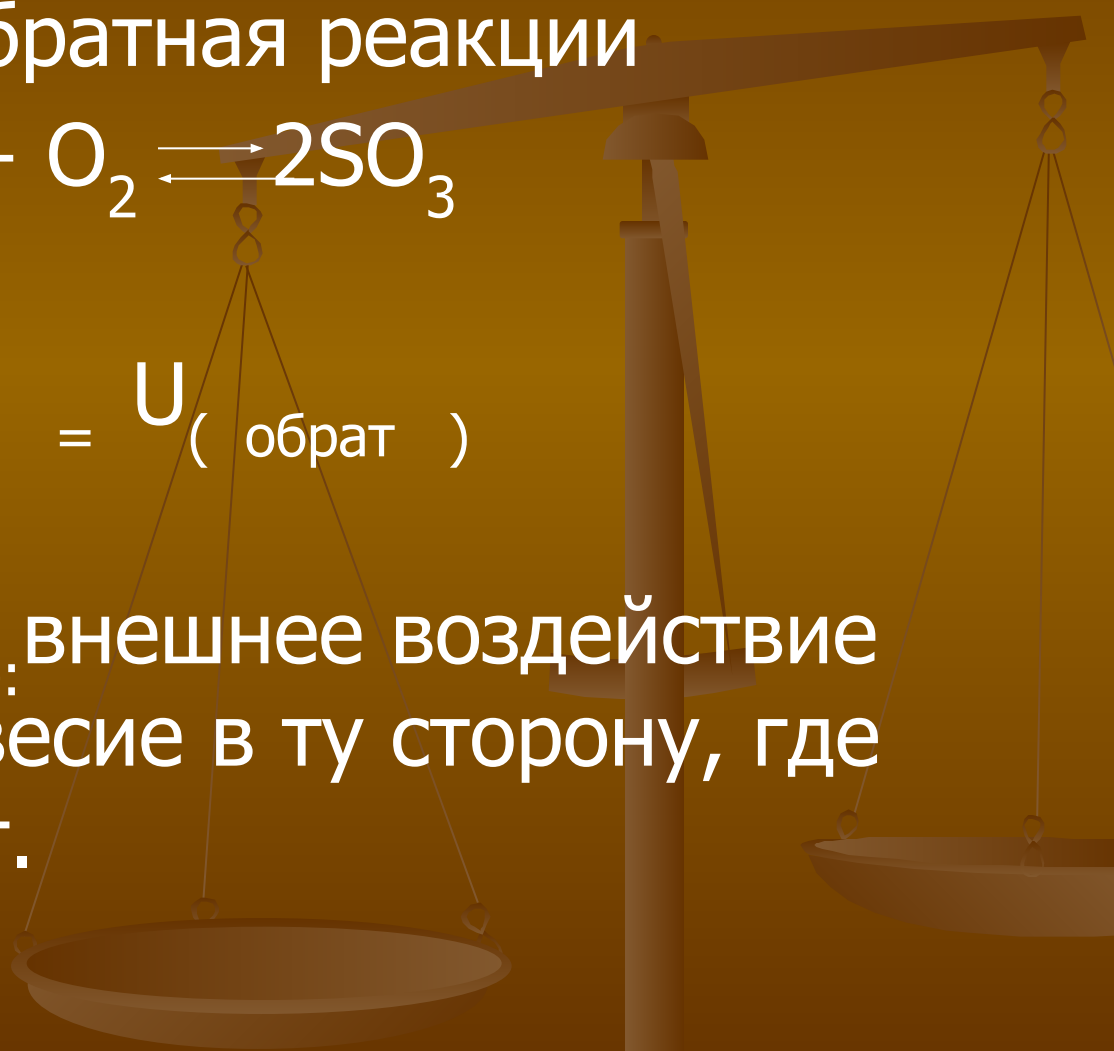 братная реакции
+ O₂ ⇄ 2SO₃
= U( обрат )
: внешнее воздействие
весие в ту сторону, где
т.